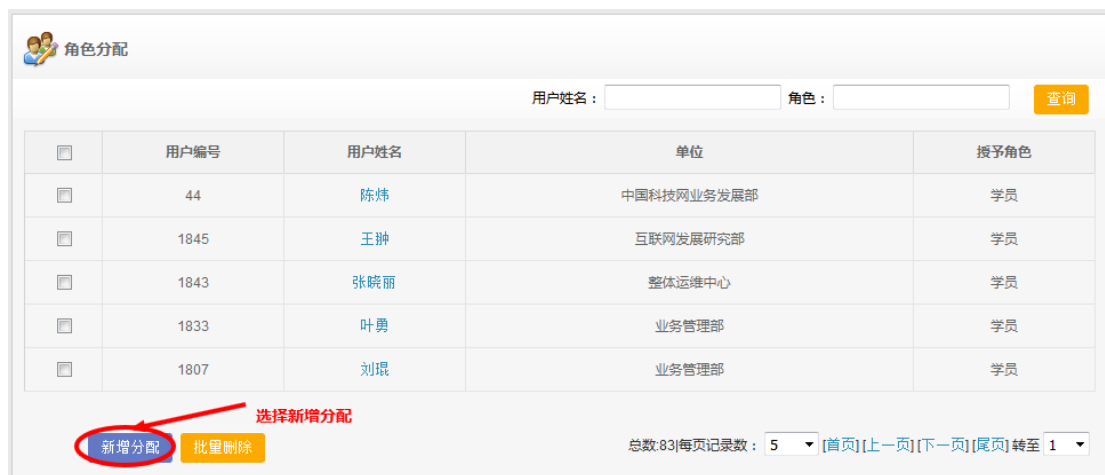 角色分配
用户姓名： 角色： 查询
用户编号 用户姓名 单位 授予角色
44 陈炜 中国科技网业务发展部 学员
1845 王翀 互联网发展研究部 学员
1843 张晓丽 整体运维中心 学员
1833 叶勇 业务管理部 学员
1807 刘琨 业务管理部 学员
选择新增分配
新增分配 批量删除 总数:83|每页记录数： 5 [首页][上一页][下一页][尾页] 转至 1